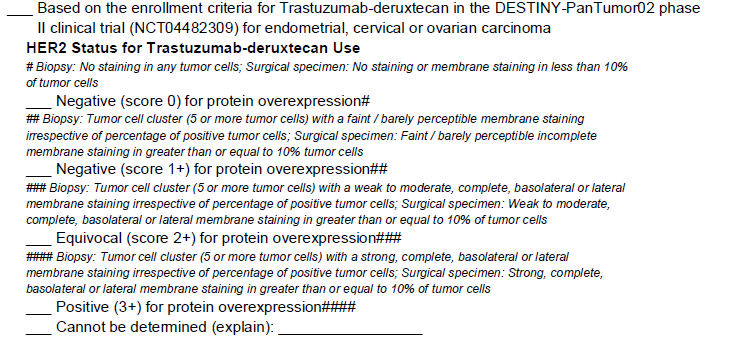 ___ Based on the enrollment criteria for Trastuzumab-deruxtecan in the DESTINY-PanTumor02 phase
II clinical trial (NCT04482309) for endometrial, cervical or ovarian carcinoma
HER2 Status for Trastuzumab-deruxtecan Use
# Biopsy: No staining in any tumor cells; Surgical specimen: No staining or membrane staining in less than 10%
of tumor cells
___ Negative (score 0) for protein overexpression#
## Biopsy: Tumor cell cluster (5 or more tumor cells) with a faint / barely perceptible membrane staining
irrespective of percentage of positive tumor cells; Surgical specimen: Faint / barely perceptible incomplete
membrane staining in greater than or equal to 10% tumor cells
___ Negative (score 1+) for protein overexpression##
### Biopsy: Tumor cell cluster (5 or more tumor cells) with a weak to moderate, complete, basolateral or lateral
membrane staining irrespective of percentage of positive tumor cells; Surgical specimen: Weak to moderate,
complete, basolateral or lateral membrane staining in greater than or equal to 10% of tumor cells
___ Equivocal (score 2+) for protein overexpression###
#### Biopsy: Tumor cell cluster (5 or more tumor cells) with a strong, complete, basolateral or lateral
membrane staining irrespective of percentage of positive tumor cells; Surgical specimen: Strong, complete,
basolateral or lateral membrane staining in greater than or equal to 10% of tumor cells
___ Positive (3+) for protein overexpression####
___ Cannot be determined (explain): _________________